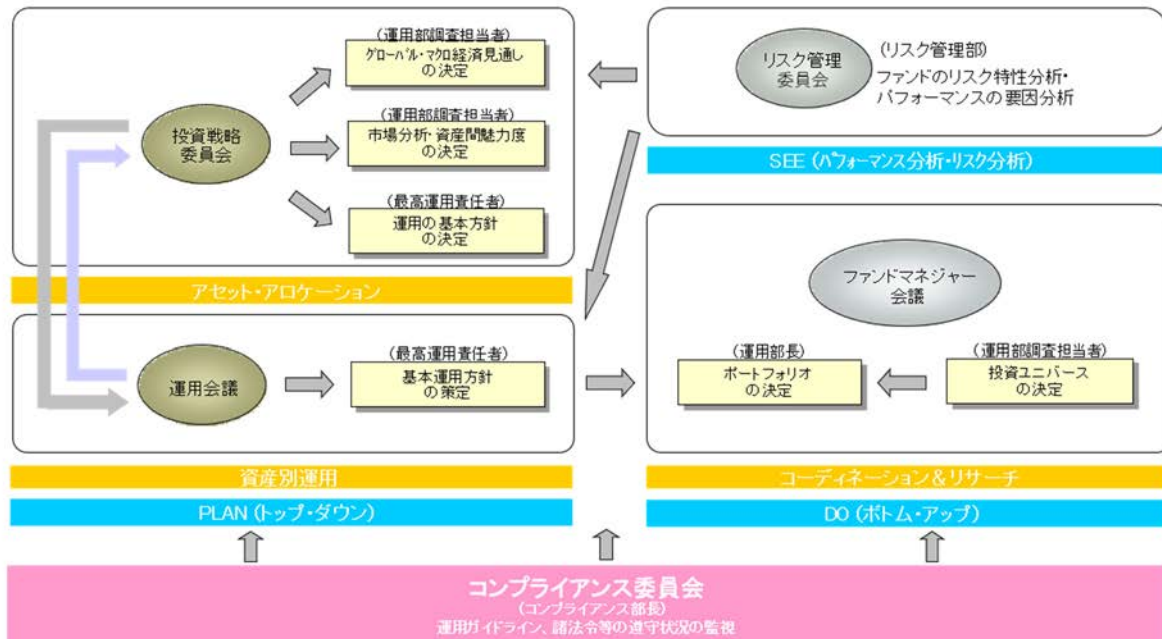 (運用部調査担当者)
グローバル・マクロ経済見通し
の決定
(運用部調査担当者)
市場分析・資産間魅力度
の決定
(最高運用責任者)
運用の基本方針
の決定
投資戦略
委員会
アセット・アロケーション
リスク管理
委員会
(リスク管理部)
ファンドのリスク特性分析・
パフォーマンスの要因分析
SEE (パフォーマンス分析・リスク分析)
運用会議
(最高運用責任者)
基本運用方針
の策定
資産別運用
PLAN (トップ・ダウン)
ファンドマネジャー
会議
(運用部長)
ポートフォリオ
の決定
(運用部調査担当者)
投資ユニバース
の決定
コーディネーション&リサーチ
DO (ボトム・アップ)
コンプライアンス委員会
(コンプライアンス部長)
運用ガイドライン、諸法令等の遵守状況の監視